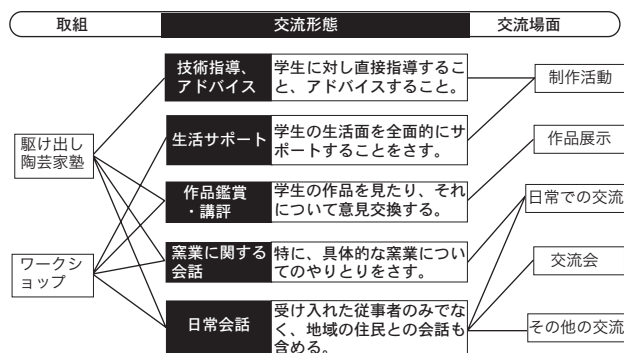 取組
交流形態
交流場面
駆け出し
陶芸家塾
ワークシ
ョップ
技術指導、
アドバイス
学生に対し直接指導するこ
と、アドバイスすること。
生活サポート
学生の生活面を全面的にサ
ポートすることをさす。
作品鑑賞
・講評
学生の作品を見たり、それ
について意見交換する。
窯業に関する
会話
特に、具体的な窯業につい
てのやりとりをさす。
日常会話
受け入れた従事者のみでな
く、地域の住民との会話も
含める。
制作活動
作品展示
日常での交流
交流会
その他の交流